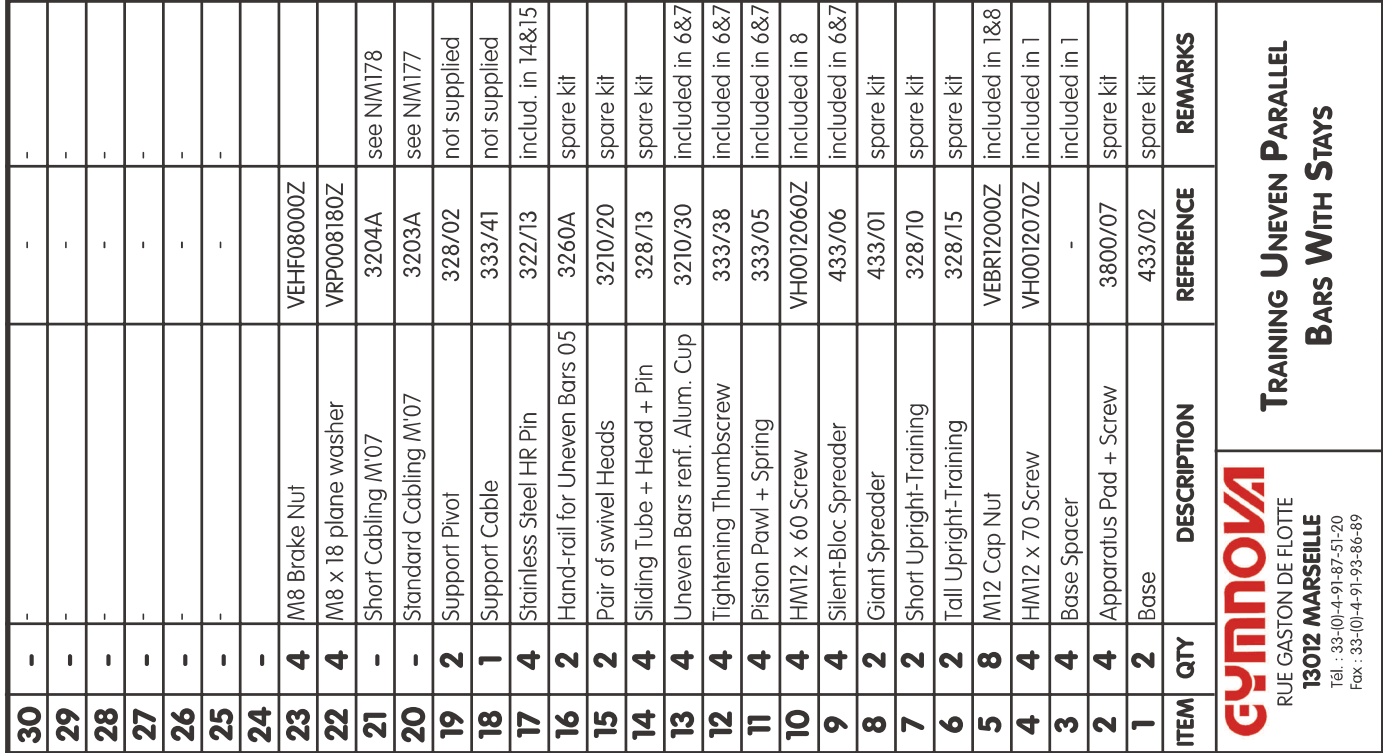 30 - - - -
29 - - - -
28 - - - -
27 - - - -
26 - - - -
25 - - - -
24 - -
23 4 M8 Brake Nut VEHF08000Z
22 4 M8 x 18 plane washer VRP008180Z
21 - Short Cabling M'07 3204A see NM178
20 - Standard Cabling M'07 3203A see NM177
19 2 Support Pivot 328/02 not supplied
18 1 Support Cable 333/41 not supplied
17 4 Stainless Steel HR Pin 322/13 includ. in 14&15
16 2 Hand-rail for Uneven Bars 05 3260A spare kit
15 2 Pair of swivel Heads 3210/20 spare kit
14 4 Sliding Tube + Head + Pin 328/13 spare kit
13 4 Uneven Bars renf. Alum. Cup 3210/30 included in 6&7
12 4 Tightening Thumbscrew 333/38 included in 6&7
11 4 Piston Pawl + Spring 333/05 included in 6&7
10 4 HM12 x 60 Screw VH0012060Z included in 8
9 4 Silent-Bloc Spreader 433/06 included in 6&7
8 2 Giant Spreader 433/01 spare kit
7 2 Short Upright-Training 328/10 spare kit
6 2 Tall Upright-Training 328/15 spare kit
5 8 M12 Cap Nut VEBR12000Z included in 1&8
4 4 HM12 x 70 Screw VH0012070Z included in 1
3 4 Base Spacer - included in 1
2 4 Apparatus Pad + Screw 3800/07 spare kit
1 2 Base 433/02 spare kit
ITEM QTY DESCRIPTION REFERENCE REMARKS
GYMNOVA
RUE GASTON DE FLOTTE
13012 MARSEILLE
Tél. : 33-(0)-4-91-87-51-20
Fax : 33-(0)-4-91-93-86-89
TRAINING UNEVEN PARALLEL
BARS WITH STAYS